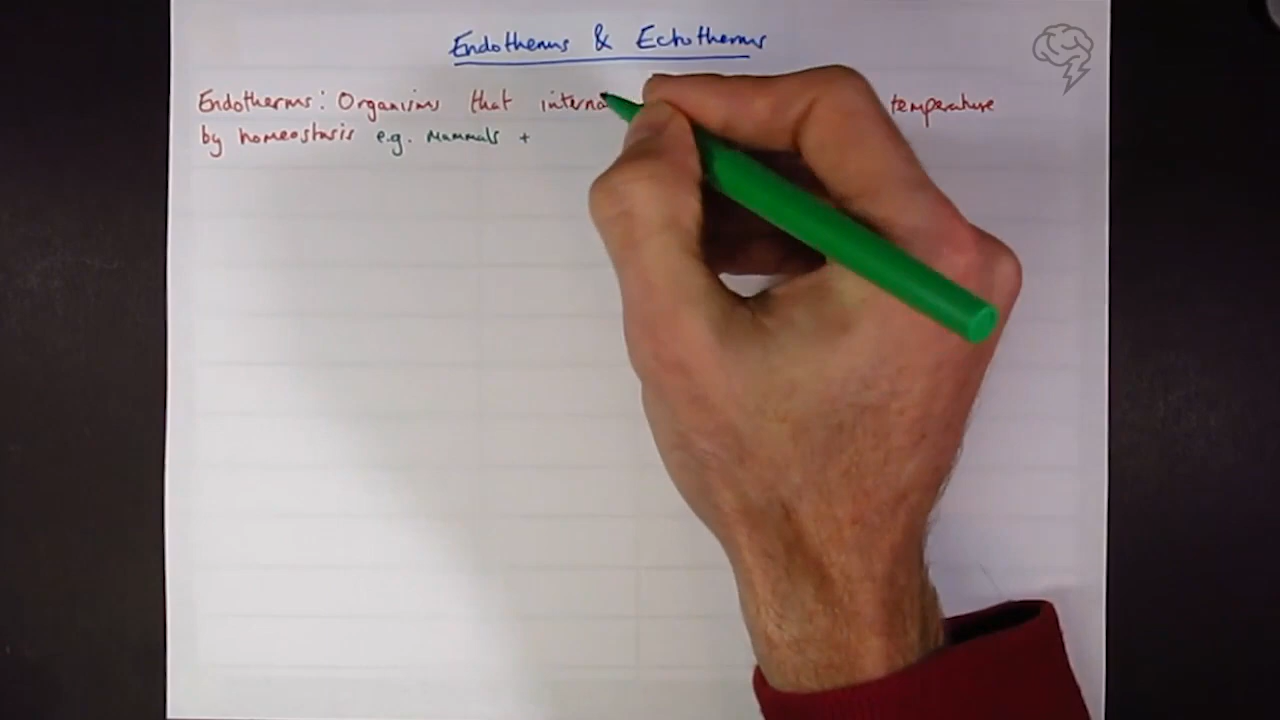 Endotherms & Ectotherms
Endotherms: Organisms that interna temperature
by homeostasis e.g. Mammals +